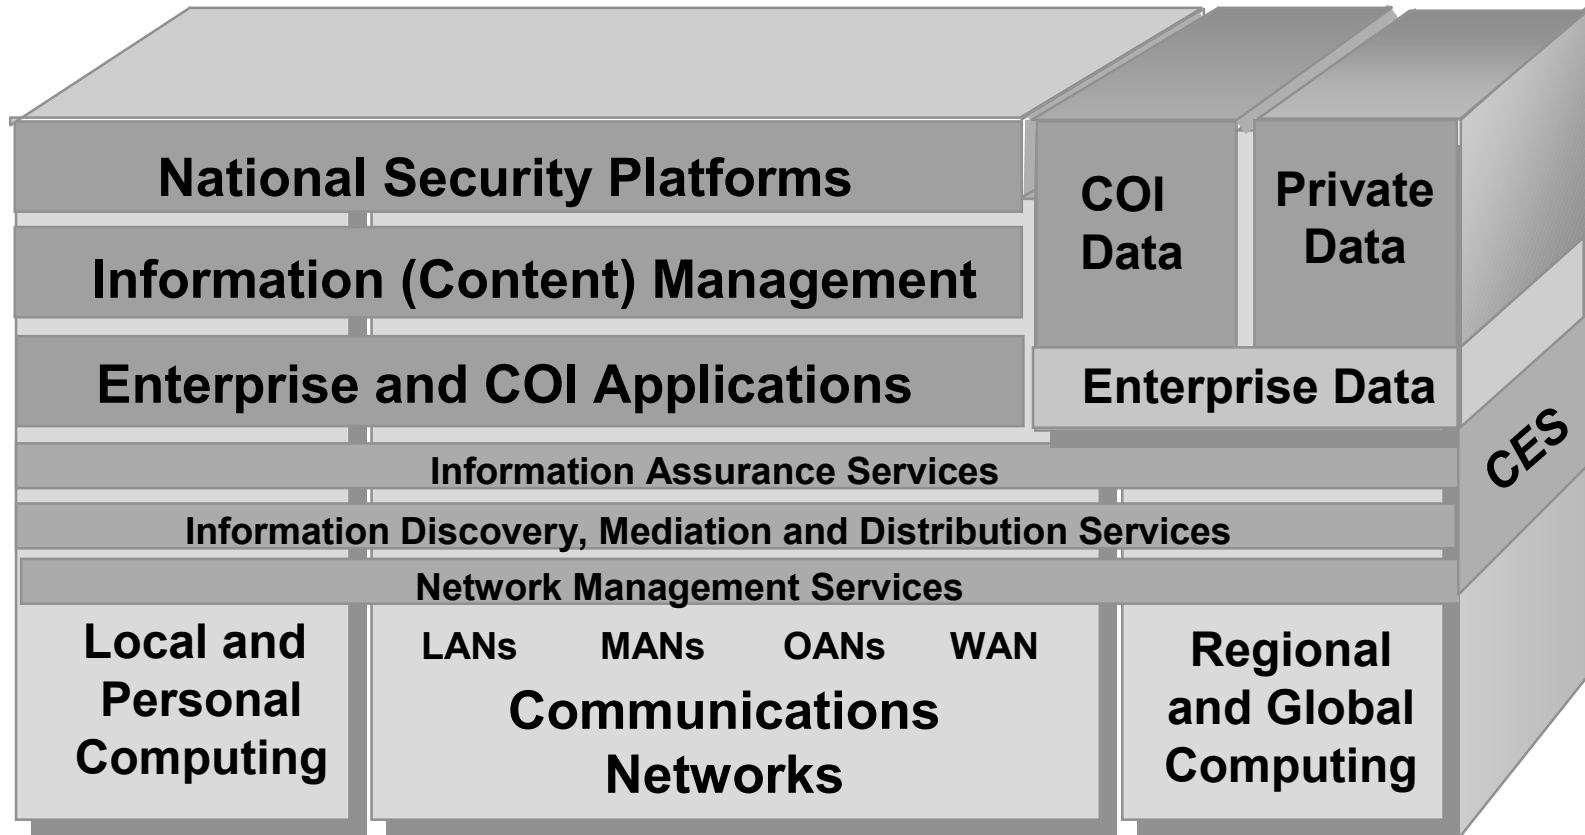 National Security Platforms
COI
Data
Private
Data
Information (Content) Management
Enterprise and COI Applications
Enterprise Data
CES
Information Assurance Services
Information Discovery, Mediation and Distribution Services
Network Management Services
Local and
Personal
Computing
LANs MANs OANs WAN
Communications
Networks
Regional
and Global
Computing